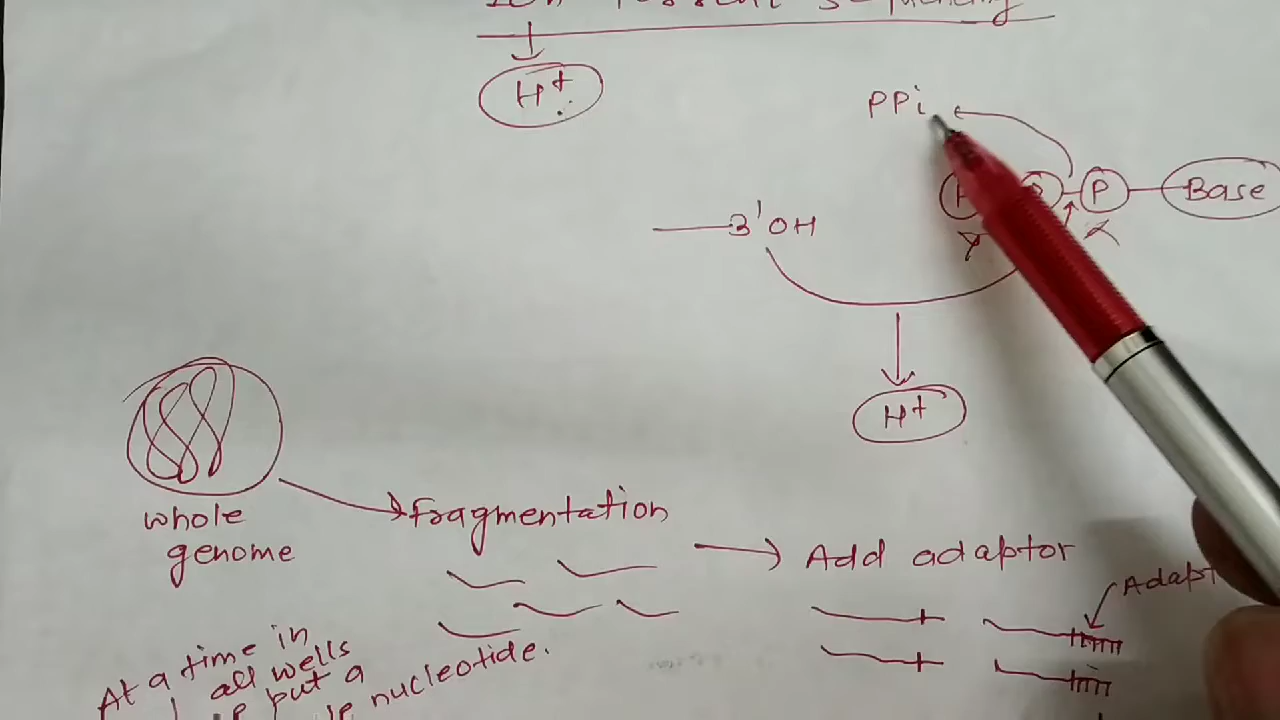 H+
PPi
P P Base
3'OH
γ α
H+
whole
genome
fragmentation
Add adaptor
Adapt
At a time in
all wells
put a
nucleotide.